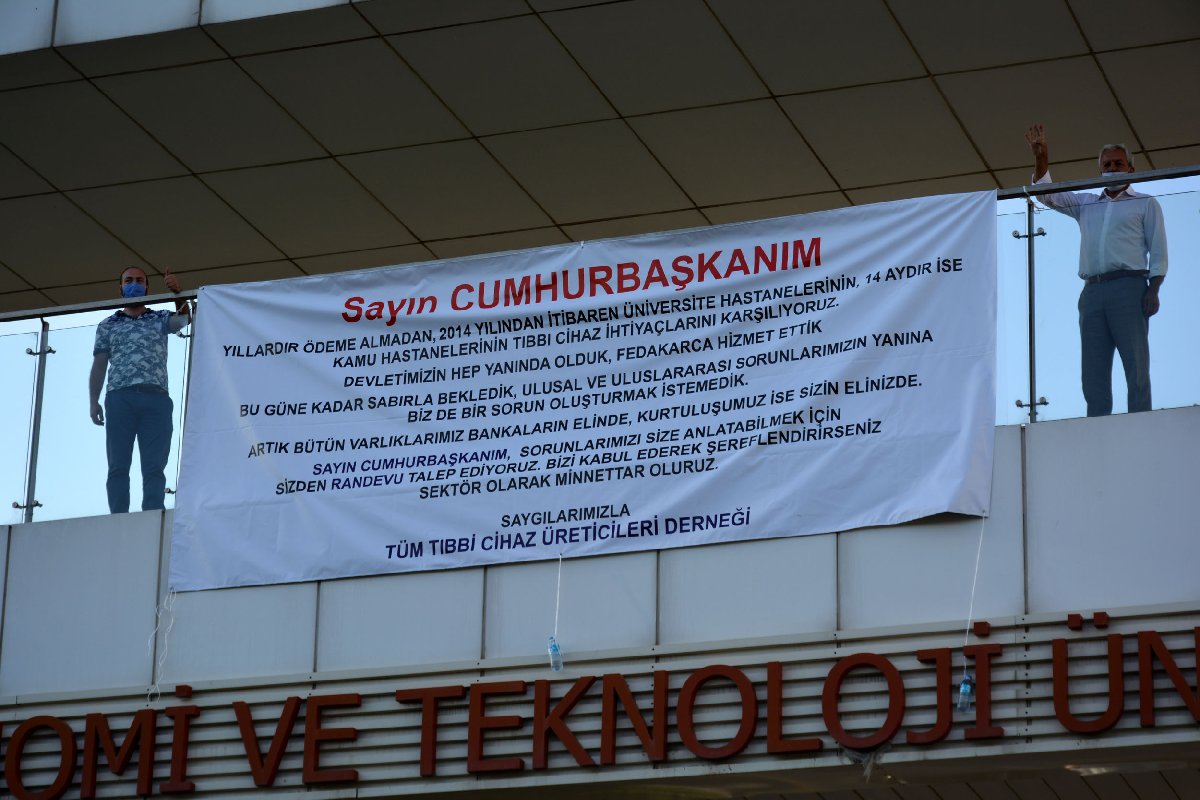 Sayın CUMHURBAŞKANIM
YILLARDIR ÖDEME ALMADAN, 2014 YILINDAN İTİBAREN ÜNİVERSİTE HASTANELERİNİN, 14 AYDIR İSE
KAMU HASTANELERİNİN TIBBİ CİHAZ İHTİYAÇLARINI KARŞILIYORUZ.
DEVLETİMİZİN HEP YANINDA OLDUK, FEDAKARCA HİZMET ETTİK
BU GÜNE KADAR SABIRLA BEKLEDİK, ULUSAL VE ULUSLARARASI SORUNLARIMIZIN YANINA
BİZ DE BİR SORUN OLUŞTURMAK İSTEMEDİK.
ARTIK BÜTÜN VARLIKLARIMIZ BANKALARIN ELİNDE, KURTULUŞUMUZ İSE SİZİN ELİNİZDE.
SAYIN CUMHURBAŞKANIM, SORUNLARIMIZI SİZE ANLATABİLMEK İÇİN
SİZDEN RANDEVU TALEP EDİYORUZ. BİZİ KABUL EDEREK ŞEREFLENDİRİRSENİZ
SEKTÖR OLARAK MİNNETTAR OLURUZ.
SAYGILARIMIZLA
TÜM TIBBİ CİHAZ ÜRETİCİLERİ DERNEĞİ
OMİ VE TEKNOLOJİ ÜN